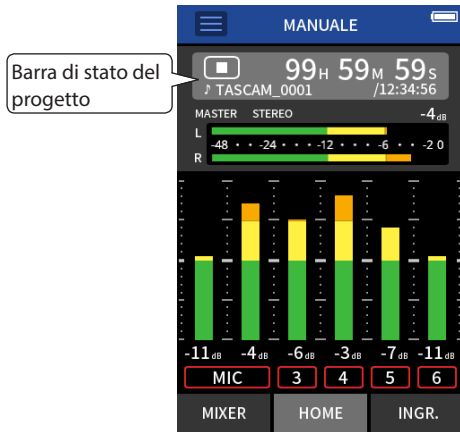 MANUALE
Barra di stato del
progetto
99H 59M 59S
♪ TASCAM_0001 /12:34:56
MASTER STEREO -4dB
L
-48 • • -24 • • • -12 • • • -6 • • -2 0
R
-11dB -4dB -6dB -3dB -7dB -11dB
MIC 3 4 5 6
MIXER HOME INGR.